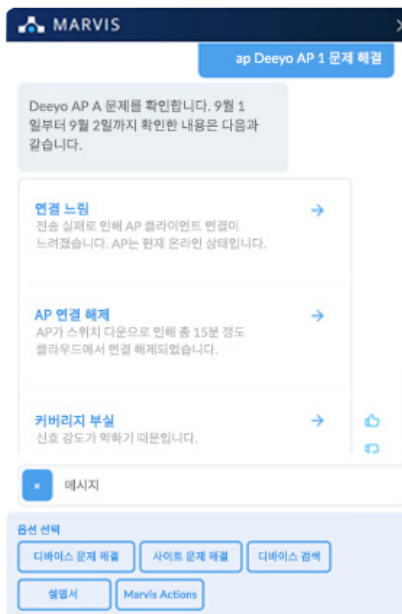 MARVIS
ap Deeyo AP 1 문제 해결
Deeyo AP A 문제를 확인합니다. 9월 1
일부터 9월 2일까지 확인한 내용은 다음과
같습니다.
연결 느림
전송 실패로 인해 AP 클라이언트 연결이
느려졌습니다. AP는 현재 온라인 상태입니다.
AP 연결 해제
AP가 스위치 다운으로 인해 총 15분 정도
클라우드에서 연결 해제되었습니다.
커버리지 부실
신호 강도가 약하기 때문입니다.
메시지
옵션 선택
디바이스 문제 해결
사이트 문제 해결
디바이스 검색
설명서
Marvis Actions